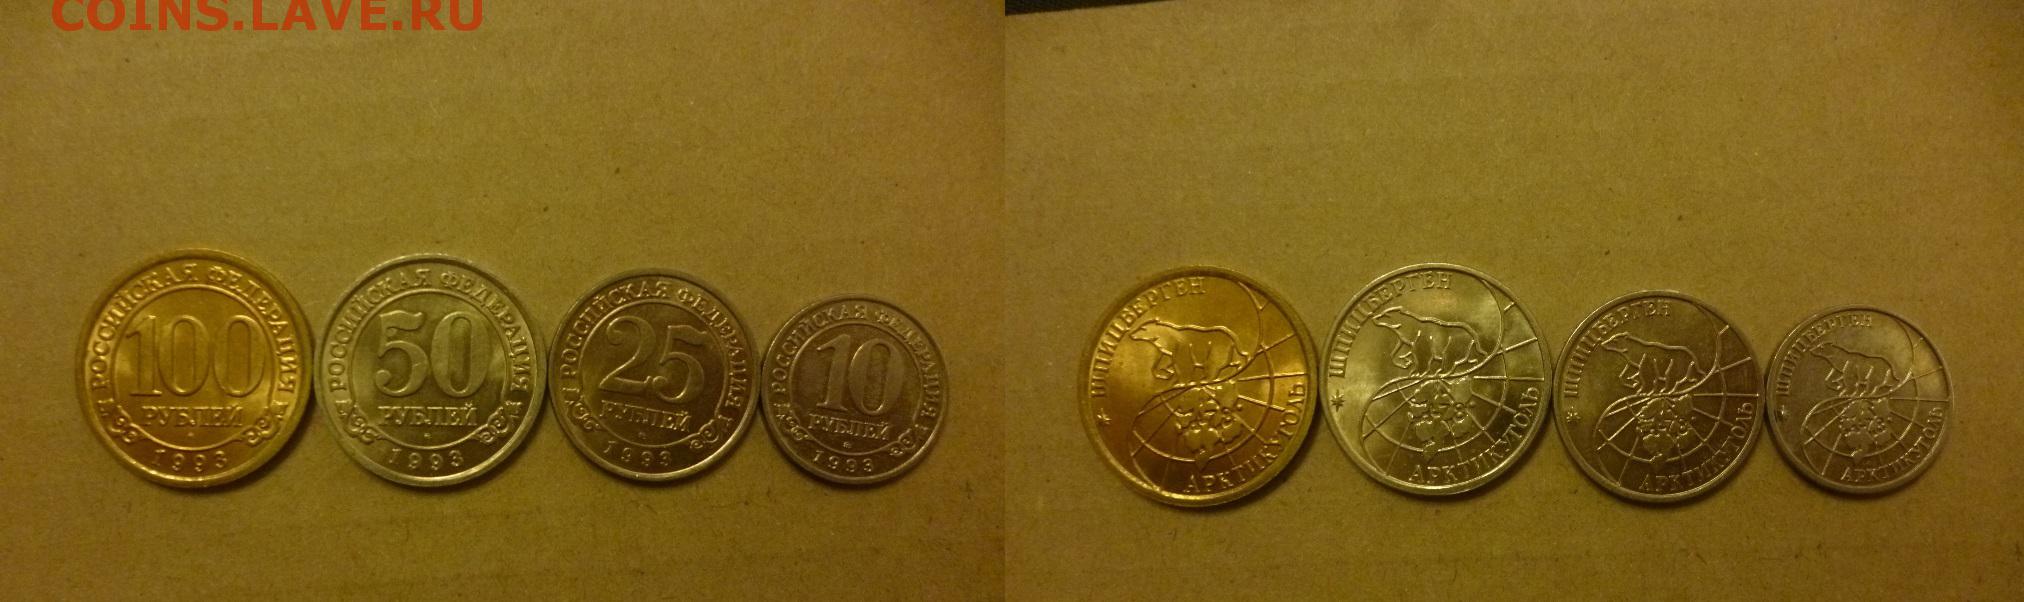 COINS.LAVE.RU
РОССИЙСКАЯ ФЕДЕРАЦИЯ
100
РУБЛЕЙ
1993
РОССИЙСКАЯ ФЕДЕРАЦИЯ
50
РУБЛЕЙ
1993
РОССИЙСКАЯ ФЕДЕРАЦИЯ
25
РУБЛЕЙ
1993
РОССИЙСКАЯ ФЕДЕРАЦИЯ
10
РУБЛЕЙ
1993
ШПИЦБЕРГЕН
АРКТИКУГОЛЬ
ШПИЦБЕРГЕН
АРКТИКУГОЛЬ
ШПИЦБЕРГЕН
АРКТИКУГОЛЬ
ШПИЦБЕРГЕН
АРКТИКУГОЛЬ